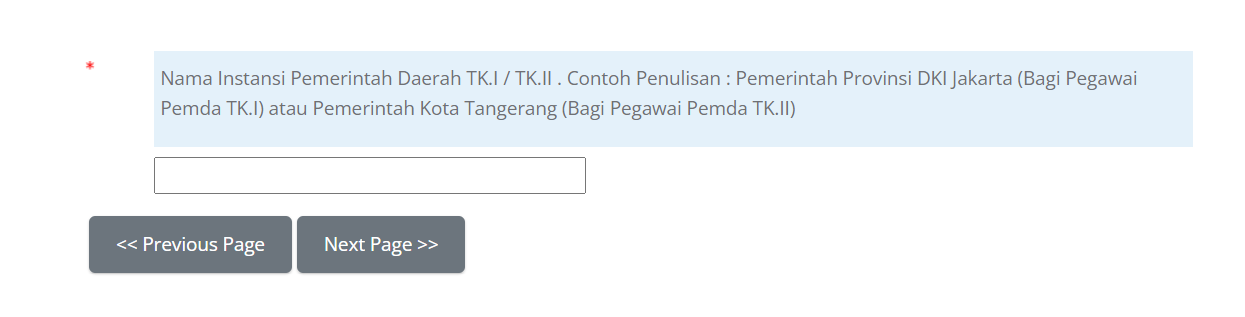 *
Nama Instansi Pemerintah Daerah TK.I / TK.II . Contoh Penulisan : Pemerintah Provinsi DKI Jakarta (Bagi Pegawai
Pemda TK.I) atau Pemerintah Kota Tangerang (Bagi Pegawai Pemda TK.II)
<< Previous Page
Next Page >>